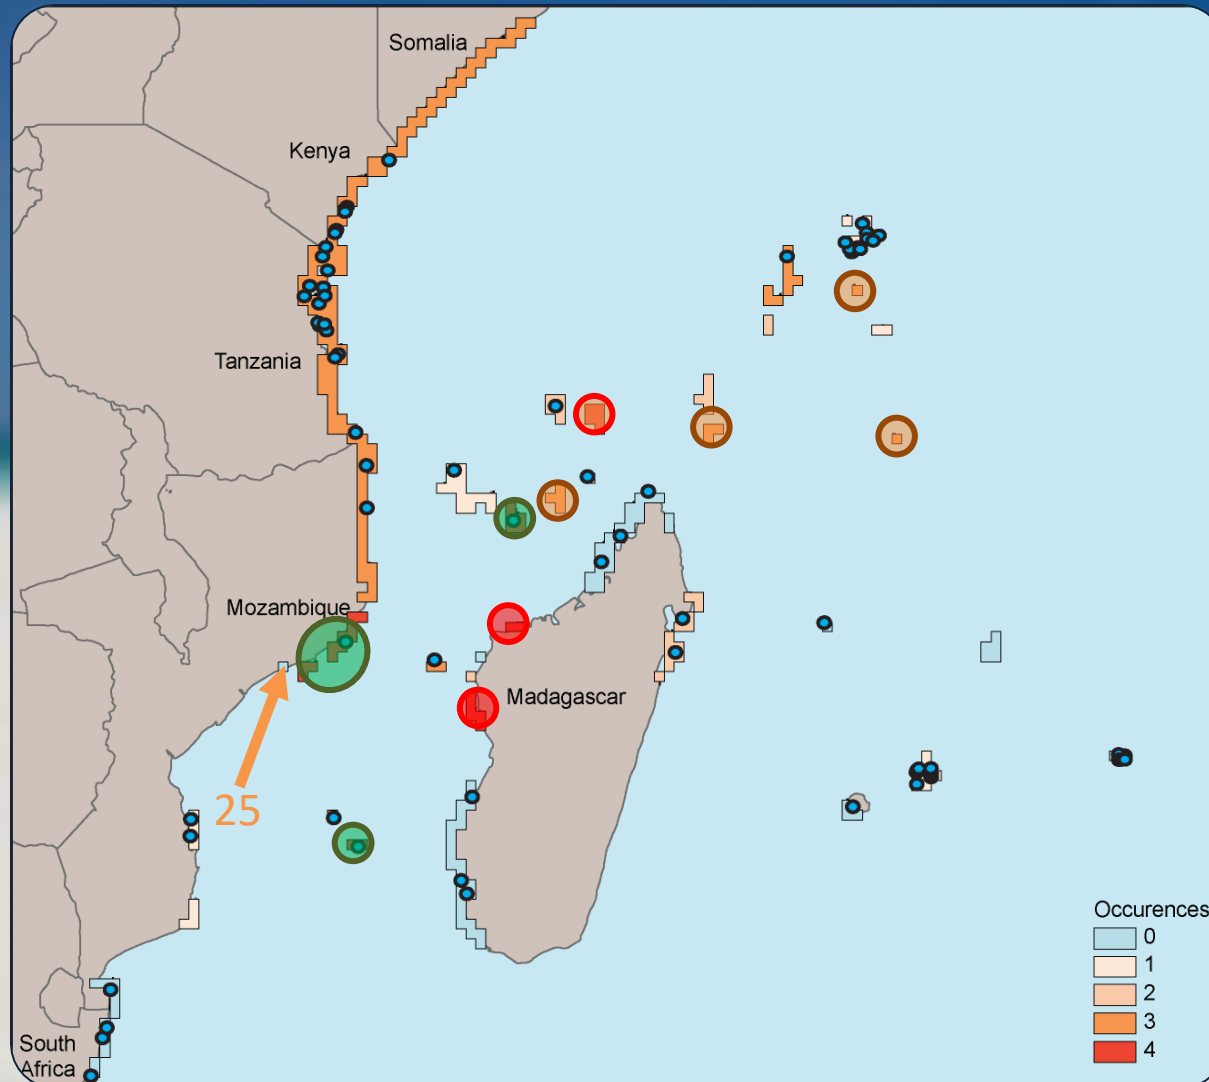 Somalia
Kenya
Tanzania
Mozambique
Madagascar
25
South
Africa
Occurences
0
1
2
3
4